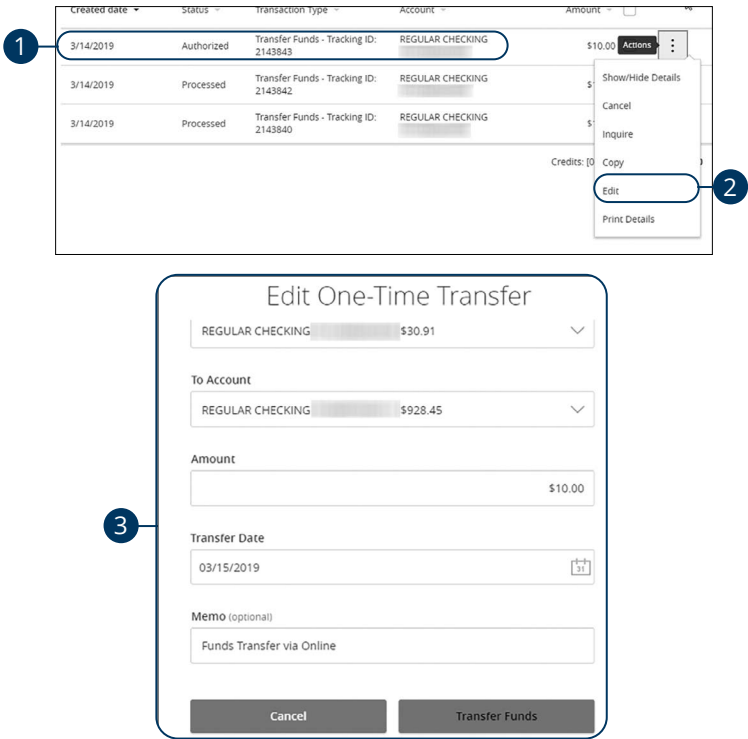 Created date Status Transaction Type Account Amount
1
3/14/2019 Authorized Transfer Funds - Tracking ID: 2143843 REGULAR CHECKING $10.00 Actions
3/14/2019 Processed Transfer Funds - Tracking ID: 2143842 REGULAR CHECKING $
3/14/2019 Processed Transfer Funds - Tracking ID: 2143840 REGULAR CHECKING $
Credits: [0
Show/Hide Details
Cancel
Inquire
Copy
Edit
2
Print Details
Edit One-Time Transfer
REGULAR CHECKING $30.91
To Account
REGULAR CHECKING $928.45
Amount
$10.00
3
Transfer Date
03/15/2019 31
Memo (optional)
Funds Transfer via Online
Cancel Transfer Funds